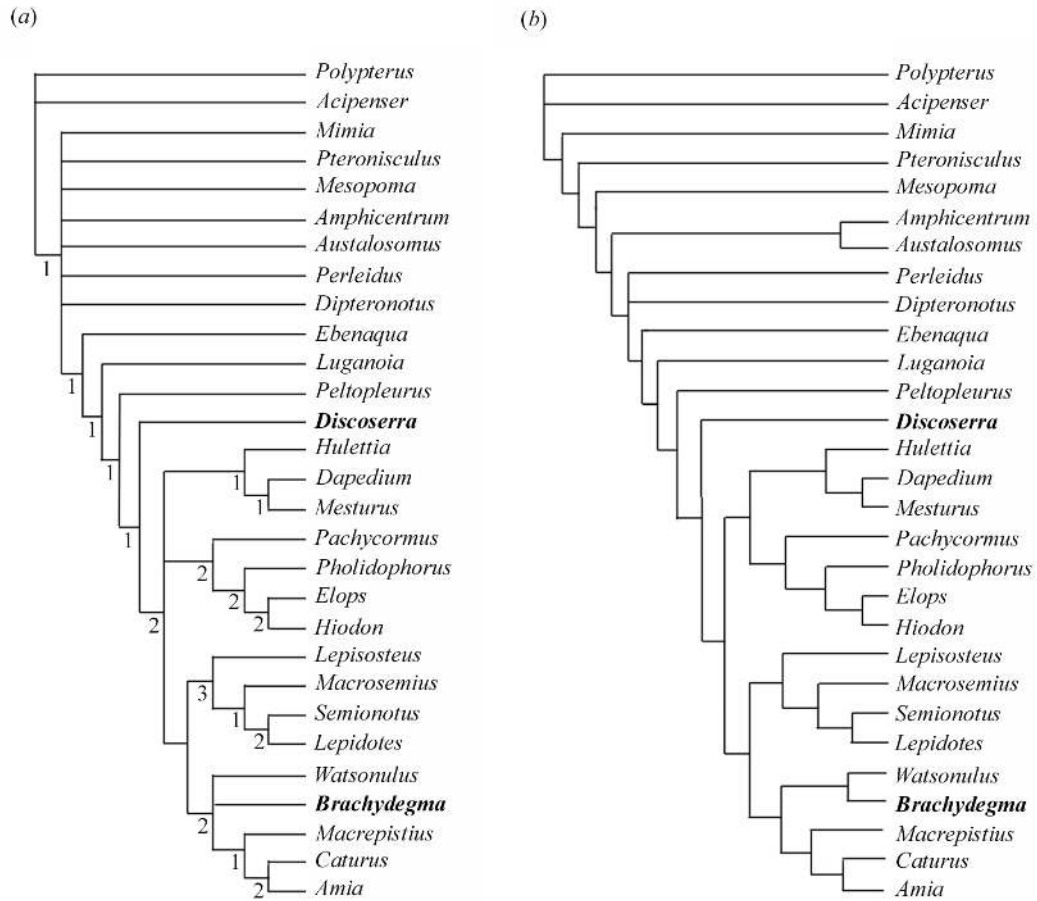 (a)
Polypterus
Acipenser
Mimia
Pteronisculus
Mesopoma
Amphicentrum
Austalosomus
1
Perleidus
Dipteronotus
Ebenaqua
Luganoia
1
Peltopleurus
1
Discoserra
Hulettia
1
1
Dapedium
1
Mesturus
1
Pachycormus
2
Pholidophorus
2
Elops
2
Hiodon
2
Lepisosteus
3
Macrosemius
1
Semionotus
2
Lepidotes
Watsonulus
Brachydegma
2
Macrepistius
1
Caturus
2
Amia
(b)
Polypterus
Acipenser
Mimia
Pteronisculus
Mesopoma
Amphicentrum
Austalosomus
Perleidus
Dipteronotus
Ebenaqua
Luganoia
Peltopleurus
Discoserra
Hulettia
Dapedium
Mesturus
Pachycormus
Pholidophorus
Elops
Hiodon
Lepisosteus
Macrosemius
Semionotus
Lepidotes
Watsonulus
Brachydegma
Macrepistius
Caturus
Amia